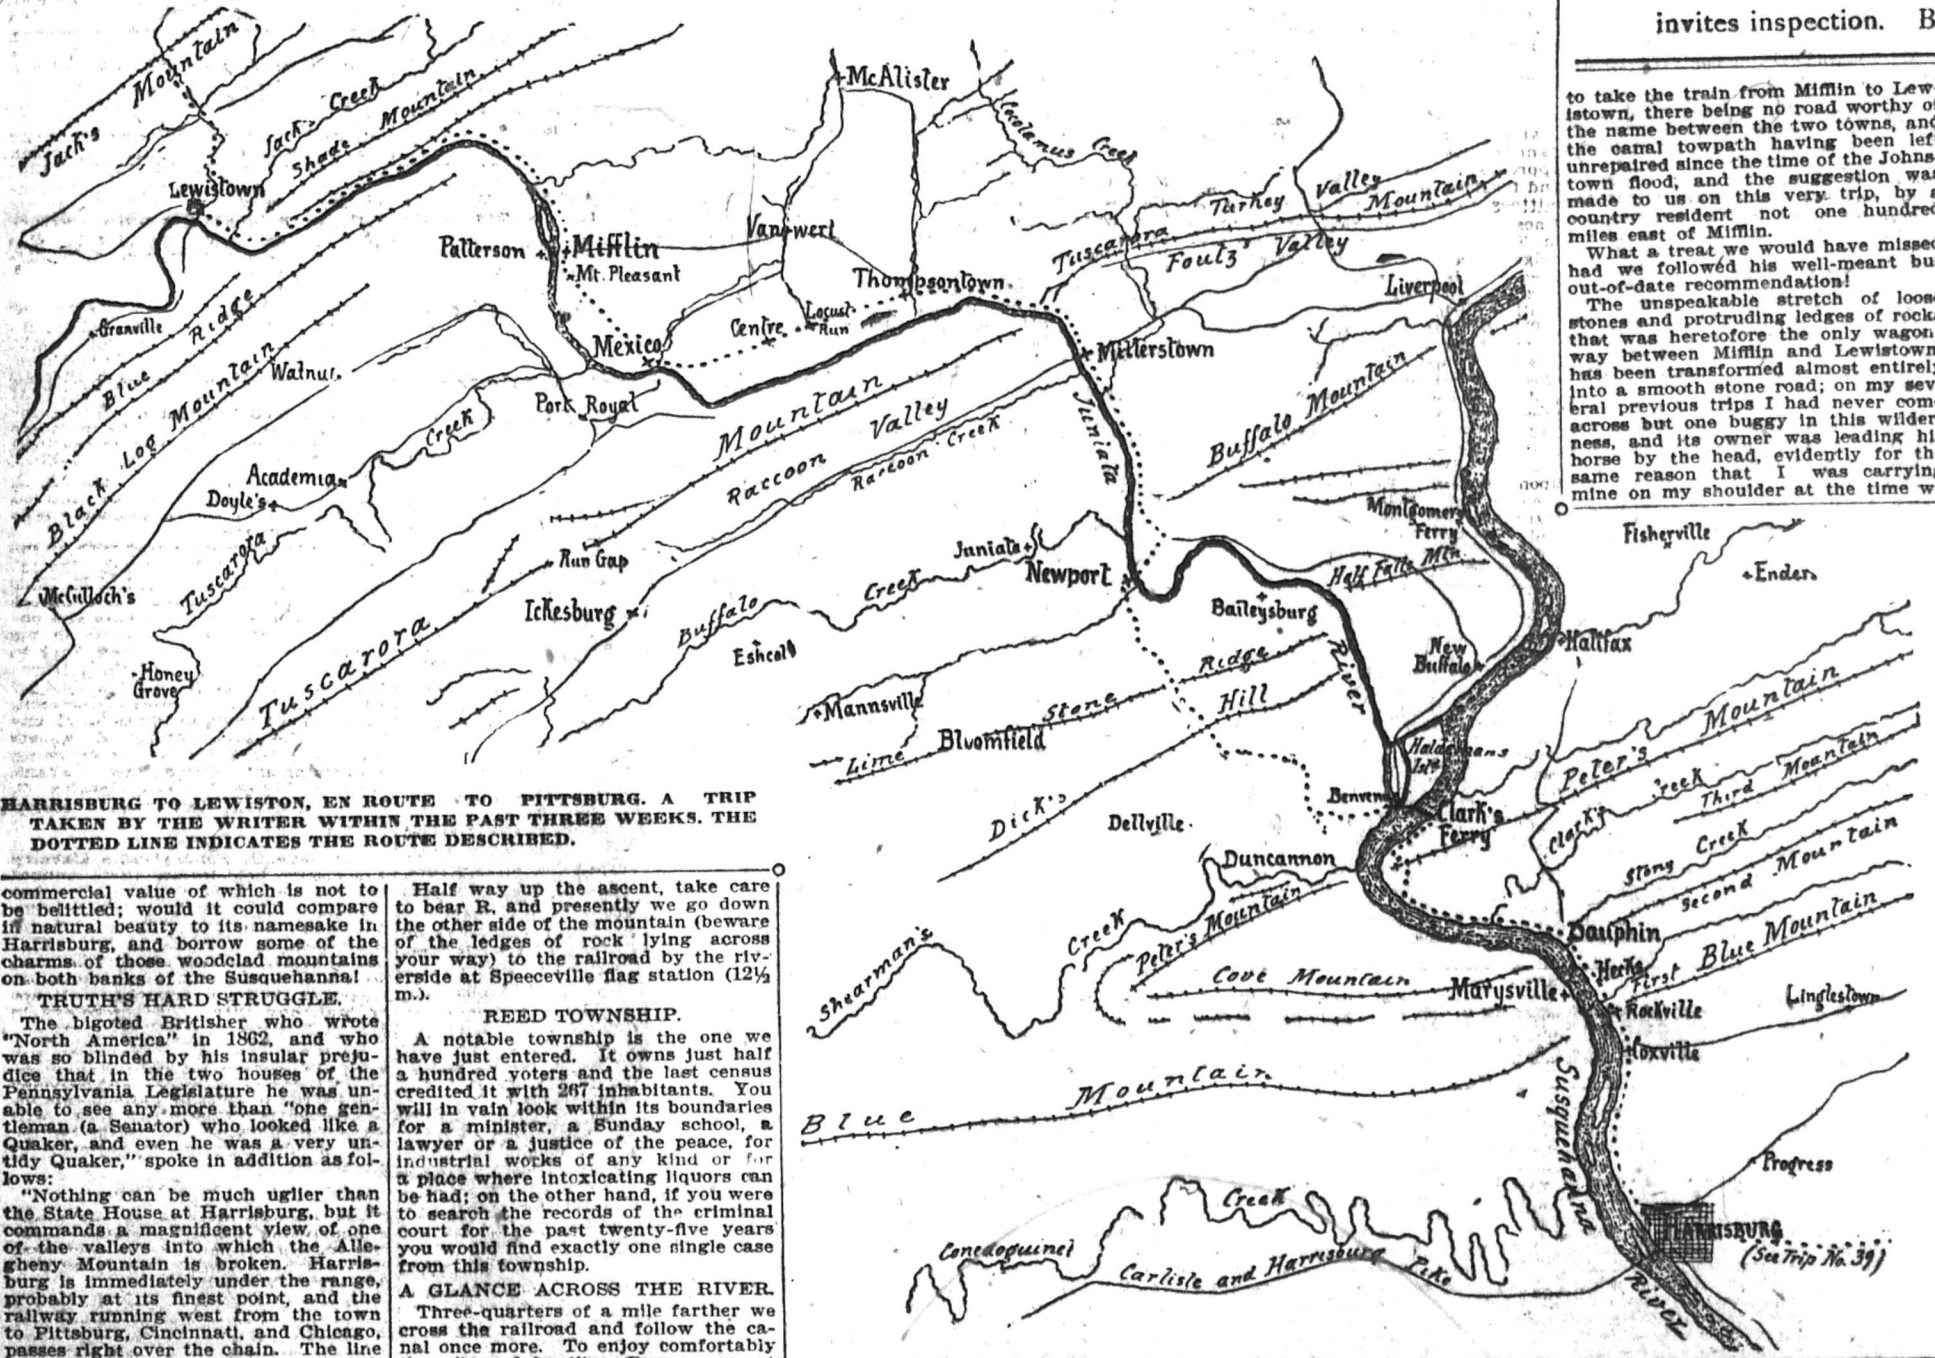 invites inspection. B
to take the train from Mifflin to Lew-
istown, there being no road worthy of
the name between the two towns, and
the canal towpath having been left
unrepaired since the time of the Johns-
town flood, and the suggestion was
made to us on this very trip, by a
country resident not one hundred
miles east of Mifflin.
What a treat we would have missed
had we followed his well-meant but
out-of-date recommendation!
The unspeakable stretch of loose
stones and protruding ledges of rock
that was heretofore the only wagon-
way between Mifflin and Lewistown
has been transformed almost entirely
into a smooth stone road; on my sev-
eral previous trips I had never come
across but one buggy in this wilder-
ness, and its owner was leading his
horse by the head, evidently for the
same reason that I was carrying
mine on my shoulder at the time w
Jack's Mountain
Jack's Creek
Shade Mountain
Lewistown
McAlister
Cocolamus Creek
Patterson
Mifflin
Mt. Pleasant
Vanwert
Thompsontown
Turkey Valley
Tuscarora Mountain
Foutz' Valley
Liverpool
Granville
Blue Ridge
Black Log Mountain
Walnut
Mexico
Centre
Locust Run
Millerstown
Port Royal
Tuscarora Creek
Academia
Doyle's
Tuscarora Mountain
Raccoon Valley
Raccoon Creek
Juniata River
Buffalo Mountain
Montgomery Ferry
Half Falls Mtn
McCulloch's
Honey Grove
Run Gap
Ickesburg
Buffalo Creek
Eshcol
Juniata
Newport
Baileysburg
New Buffalo
Fisherville
Enders
Halifax
Mannsville
Bloomfield
Lime Stone Ridge
Dick's Hill
Dellville
Haldemans Isld
Benvenue
Clark's Ferry
Duncannon
Peter's Mountain
Clark's Creek
Third Mountain
Stony Creek
Second Mountain
Shearman's Creek
Peter's Mountain
Cove Mountain
Marysville
Dauphin
Hecks
First Blue Mountain
Rockville
Linglestown
Coxville
Blue Mountain
Susquehanna River
Progress
HARRISBURG
(See Trip No. 39)
Conedoguinet Creek
Carlisle and Harrisburg Pike
HARRISBURG TO LEWISTON, EN ROUTE TO PITTSBURG. A TRIP
TAKEN BY THE WRITER WITHIN THE PAST THREE WEEKS. THE
DOTTED LINE INDICATES THE ROUTE DESCRIBED.
commercial value of which is not to
be belittled; would it could compare
in natural beauty to its namesake in
Harrisburg, and borrow some of the
charms of those woodclad mountains
on both banks of the Susquehanna!
TRUTH'S HARD STRUGGLE.
The bigoted Britisher who wrote
"North America" in 1862, and who
was so blinded by his insular preju-
dice that in the two houses of the
Pennsylvania Legislature he was un-
able to see any more than "one gen-
tleman (a Senator) who looked like a
Quaker, and even he was a very un-
tidy Quaker," spoke in addition as fol-
lows:
"Nothing can be much uglier than
the State House at Harrisburg, but it
commands a magnificent view of one
of the valleys into which the Alle-
gheny Mountain is broken. Harris-
burg is immediately under the range,
probably at its finest point, and the
railway running west from the town
to Pittsburg, Cincinnati, and Chicago,
passes right over the chain. The line
Half way up the ascent, take care
to bear R, and presently we go down
the other side of the mountain (beware
of the ledges of rock lying across
your way) to the railroad by the riv-
erside at Speeceville flag station (12½
m.).
REED TOWNSHIP.
A notable township is the one we
have just entered. It owns just half
a hundred voters and the last census
credited it with 267 inhabitants. You
will in vain look within its boundaries
for a minister, a Sunday school, a
lawyer or a justice of the peace, for
industrial works of any kind or for
a place where intoxicating liquors can
be had; on the other hand, if you were
to search the records of the criminal
court for the past twenty-five years
you would find exactly one single case
from this township.
A GLANCE ACROSS THE RIVER.
Three-quarters of a mile farther we
cross the railroad and follow the ca-
nal once more. To enjoy comfortably